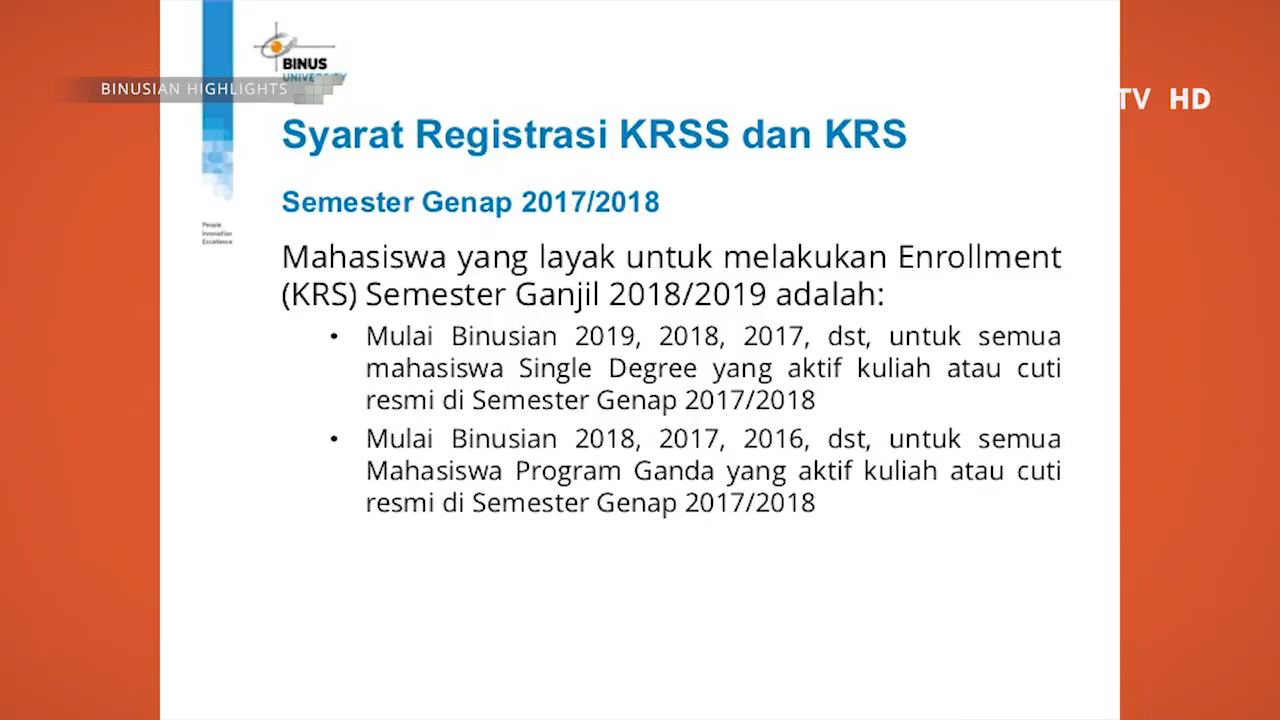 BINUS
UNIVERSITY
BINUSIAN HIGHLIGHTS
TV HD
Syarat Registrasi KRSS dan KRS
Semester Genap 2017/2018
People
Innovation
Excellence
Mahasiswa yang layak untuk melakukan Enrollment
(KRS) Semester Ganjil 2018/2019 adalah:
• Mulai Binusian 2019, 2018, 2017, dst, untuk semua
mahasiswa Single Degree yang aktif kuliah atau cuti
resmi di Semester Genap 2017/2018
• Mulai Binusian 2018, 2017, 2016, dst, untuk semua
Mahasiswa Program Ganda yang aktif kuliah atau cuti
resmi di Semester Genap 2017/2018